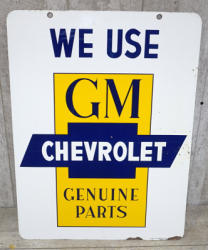 WE USE
GM
CHEVROLET
GENUINE
PARTS